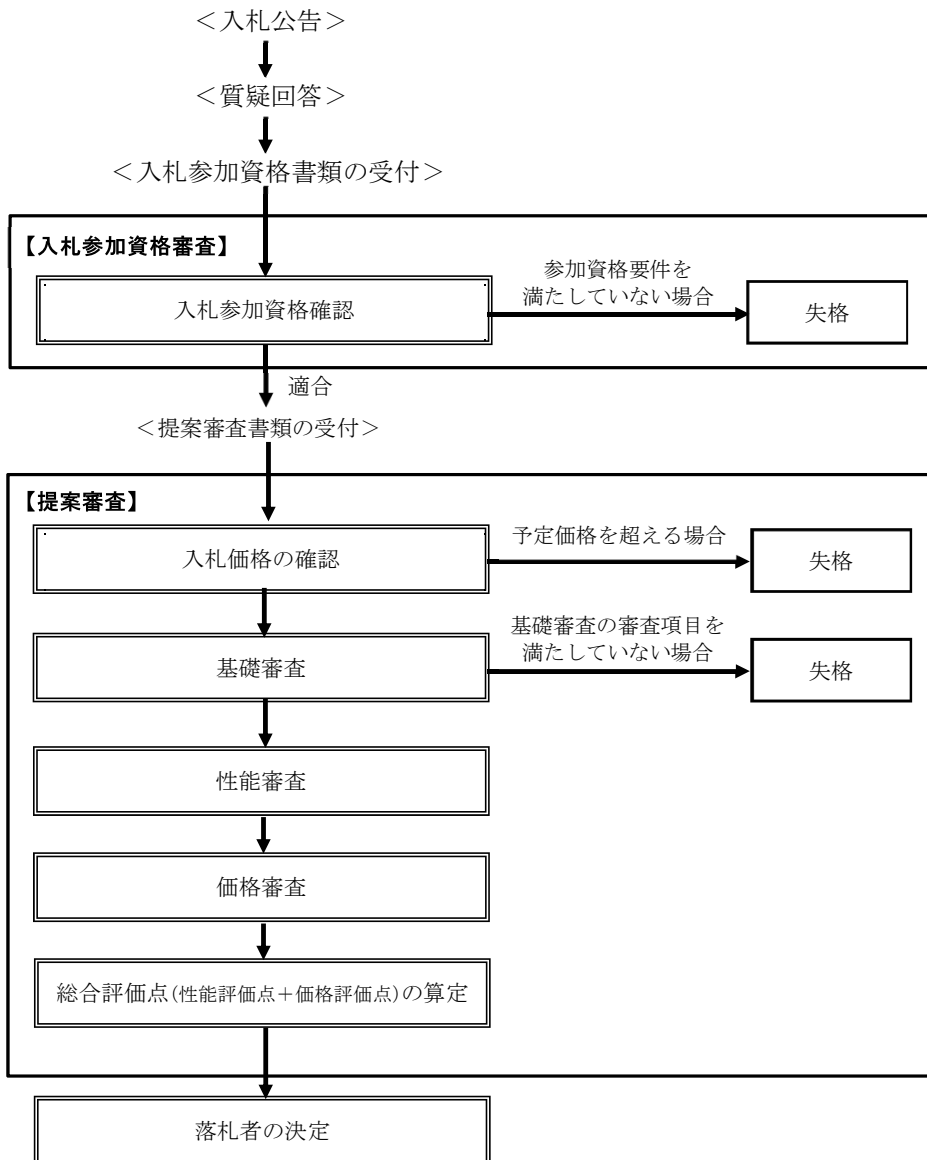 ＜入札公告＞
＜質疑回答＞
＜入札参加資格書類の受付＞
【入札参加資格審査】
入札参加資格確認
参加資格要件を
満たしていない場合
失格
適合
＜提案審査書類の受付＞
【提案審査】
入札価格の確認
予定価格を超える場合
失格
基礎審査
基礎審査の審査項目を
満たしていない場合
失格
性能審査
価格審査
総合評価点(性能評価点＋価格評価点)の算定
落札者の決定